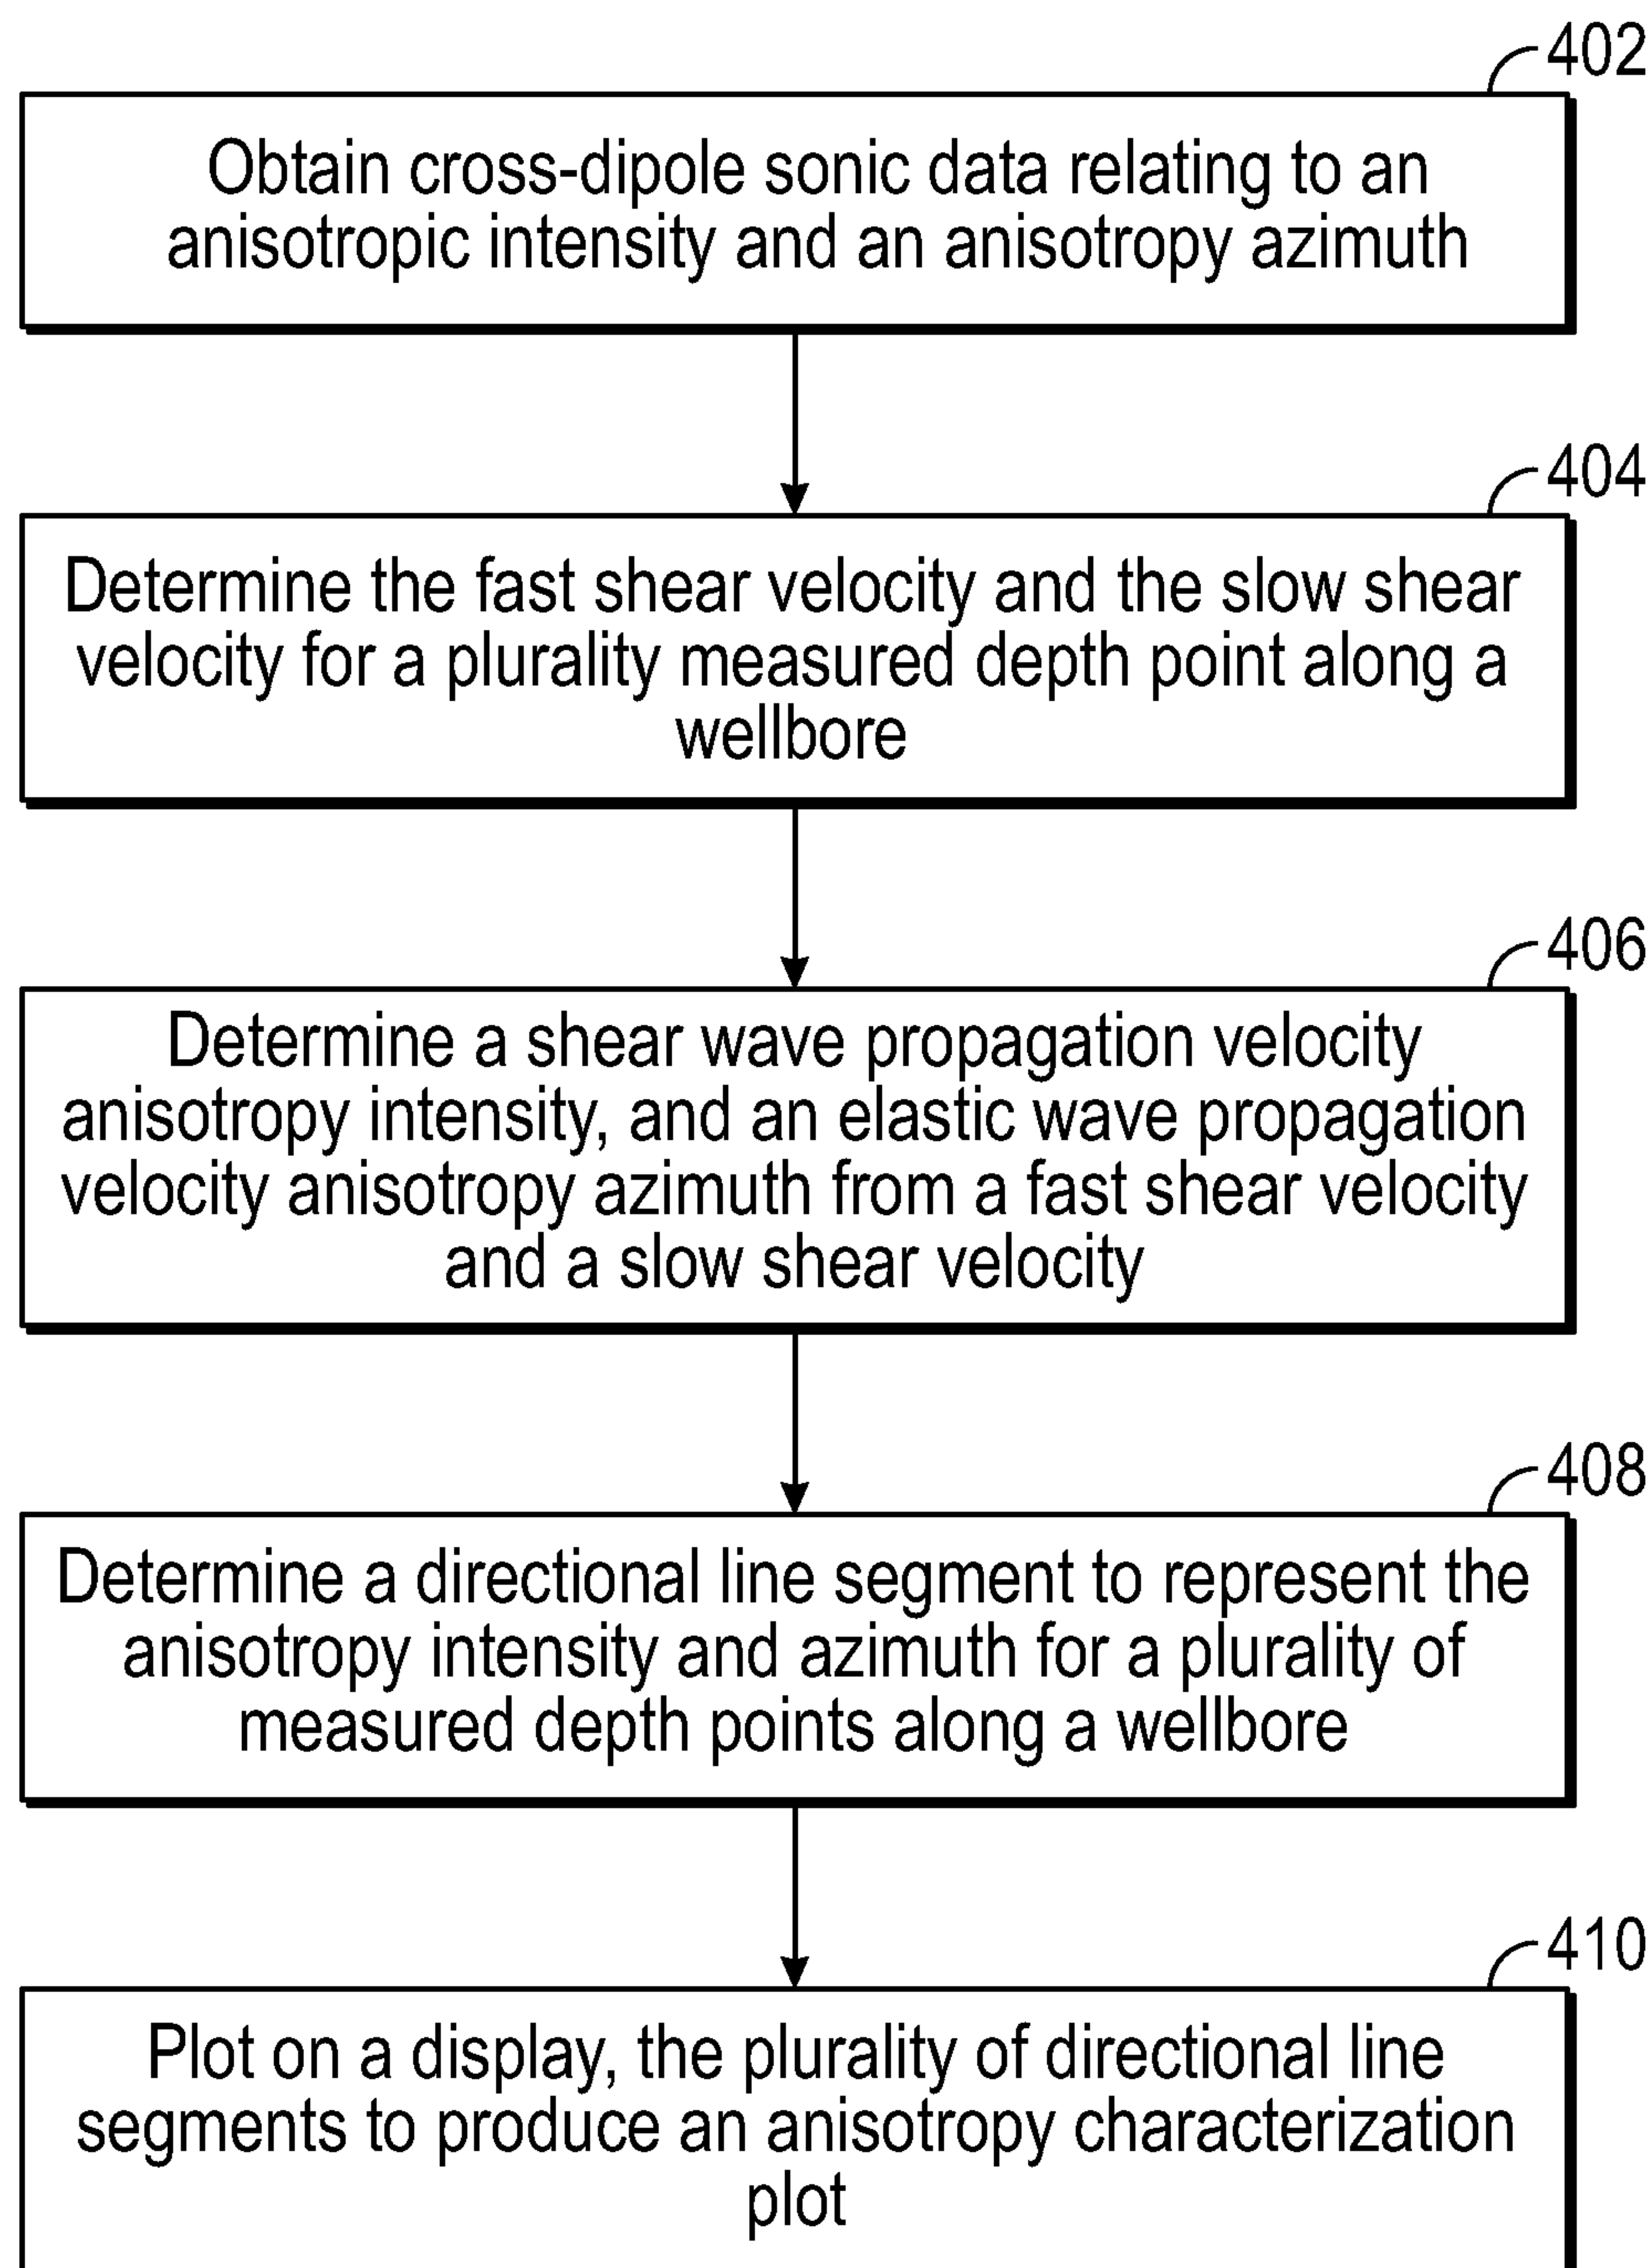 402
Obtain cross-dipole sonic data relating to an
anisotropic intensity and an anisotropy azimuth
404
Determine the fast shear velocity and the slow shear
velocity for a plurality measured depth point along a
wellbore
406
Determine a shear wave propagation velocity
anisotropy intensity, and an elastic wave propagation
velocity anisotropy azimuth from a fast shear velocity
and a slow shear velocity
408
Determine a directional line segment to represent the
anisotropy intensity and azimuth for a plurality of
measured depth points along a wellbore
410
Plot on a display, the plurality of directional line
segments to produce an anisotropy characterization
plot